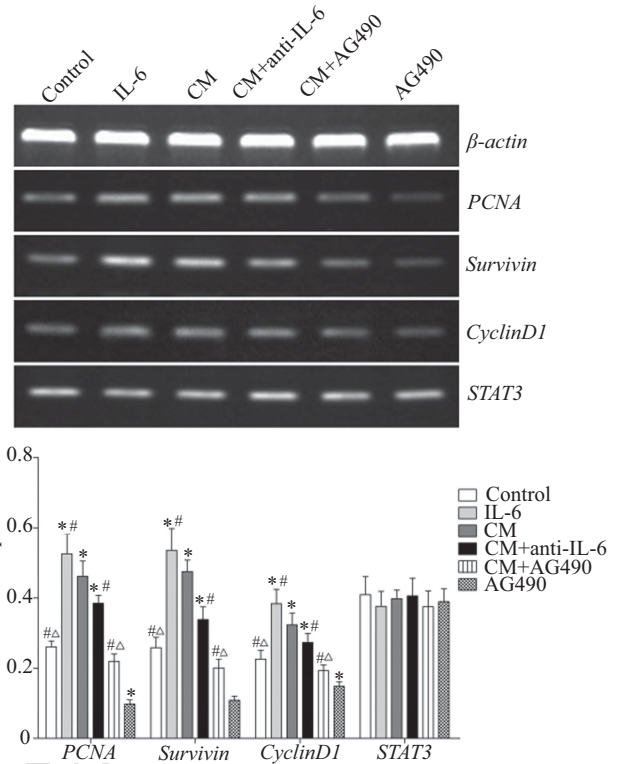 Control IL-6 CM CM+anti-IL-6 CM+AG490 AG490
β-actin
PCNA
Survivin
CyclinD1
STAT3
0.8
0.6
0.4
0.2
0
*# * *# #△ #△ *
*# * *# #△ #△
*# * *# #△ #△ *
Control
IL-6
CM
CM+anti-IL-6
CM+AG490
AG490
PCNA Survivin CyclinD1 STAT3